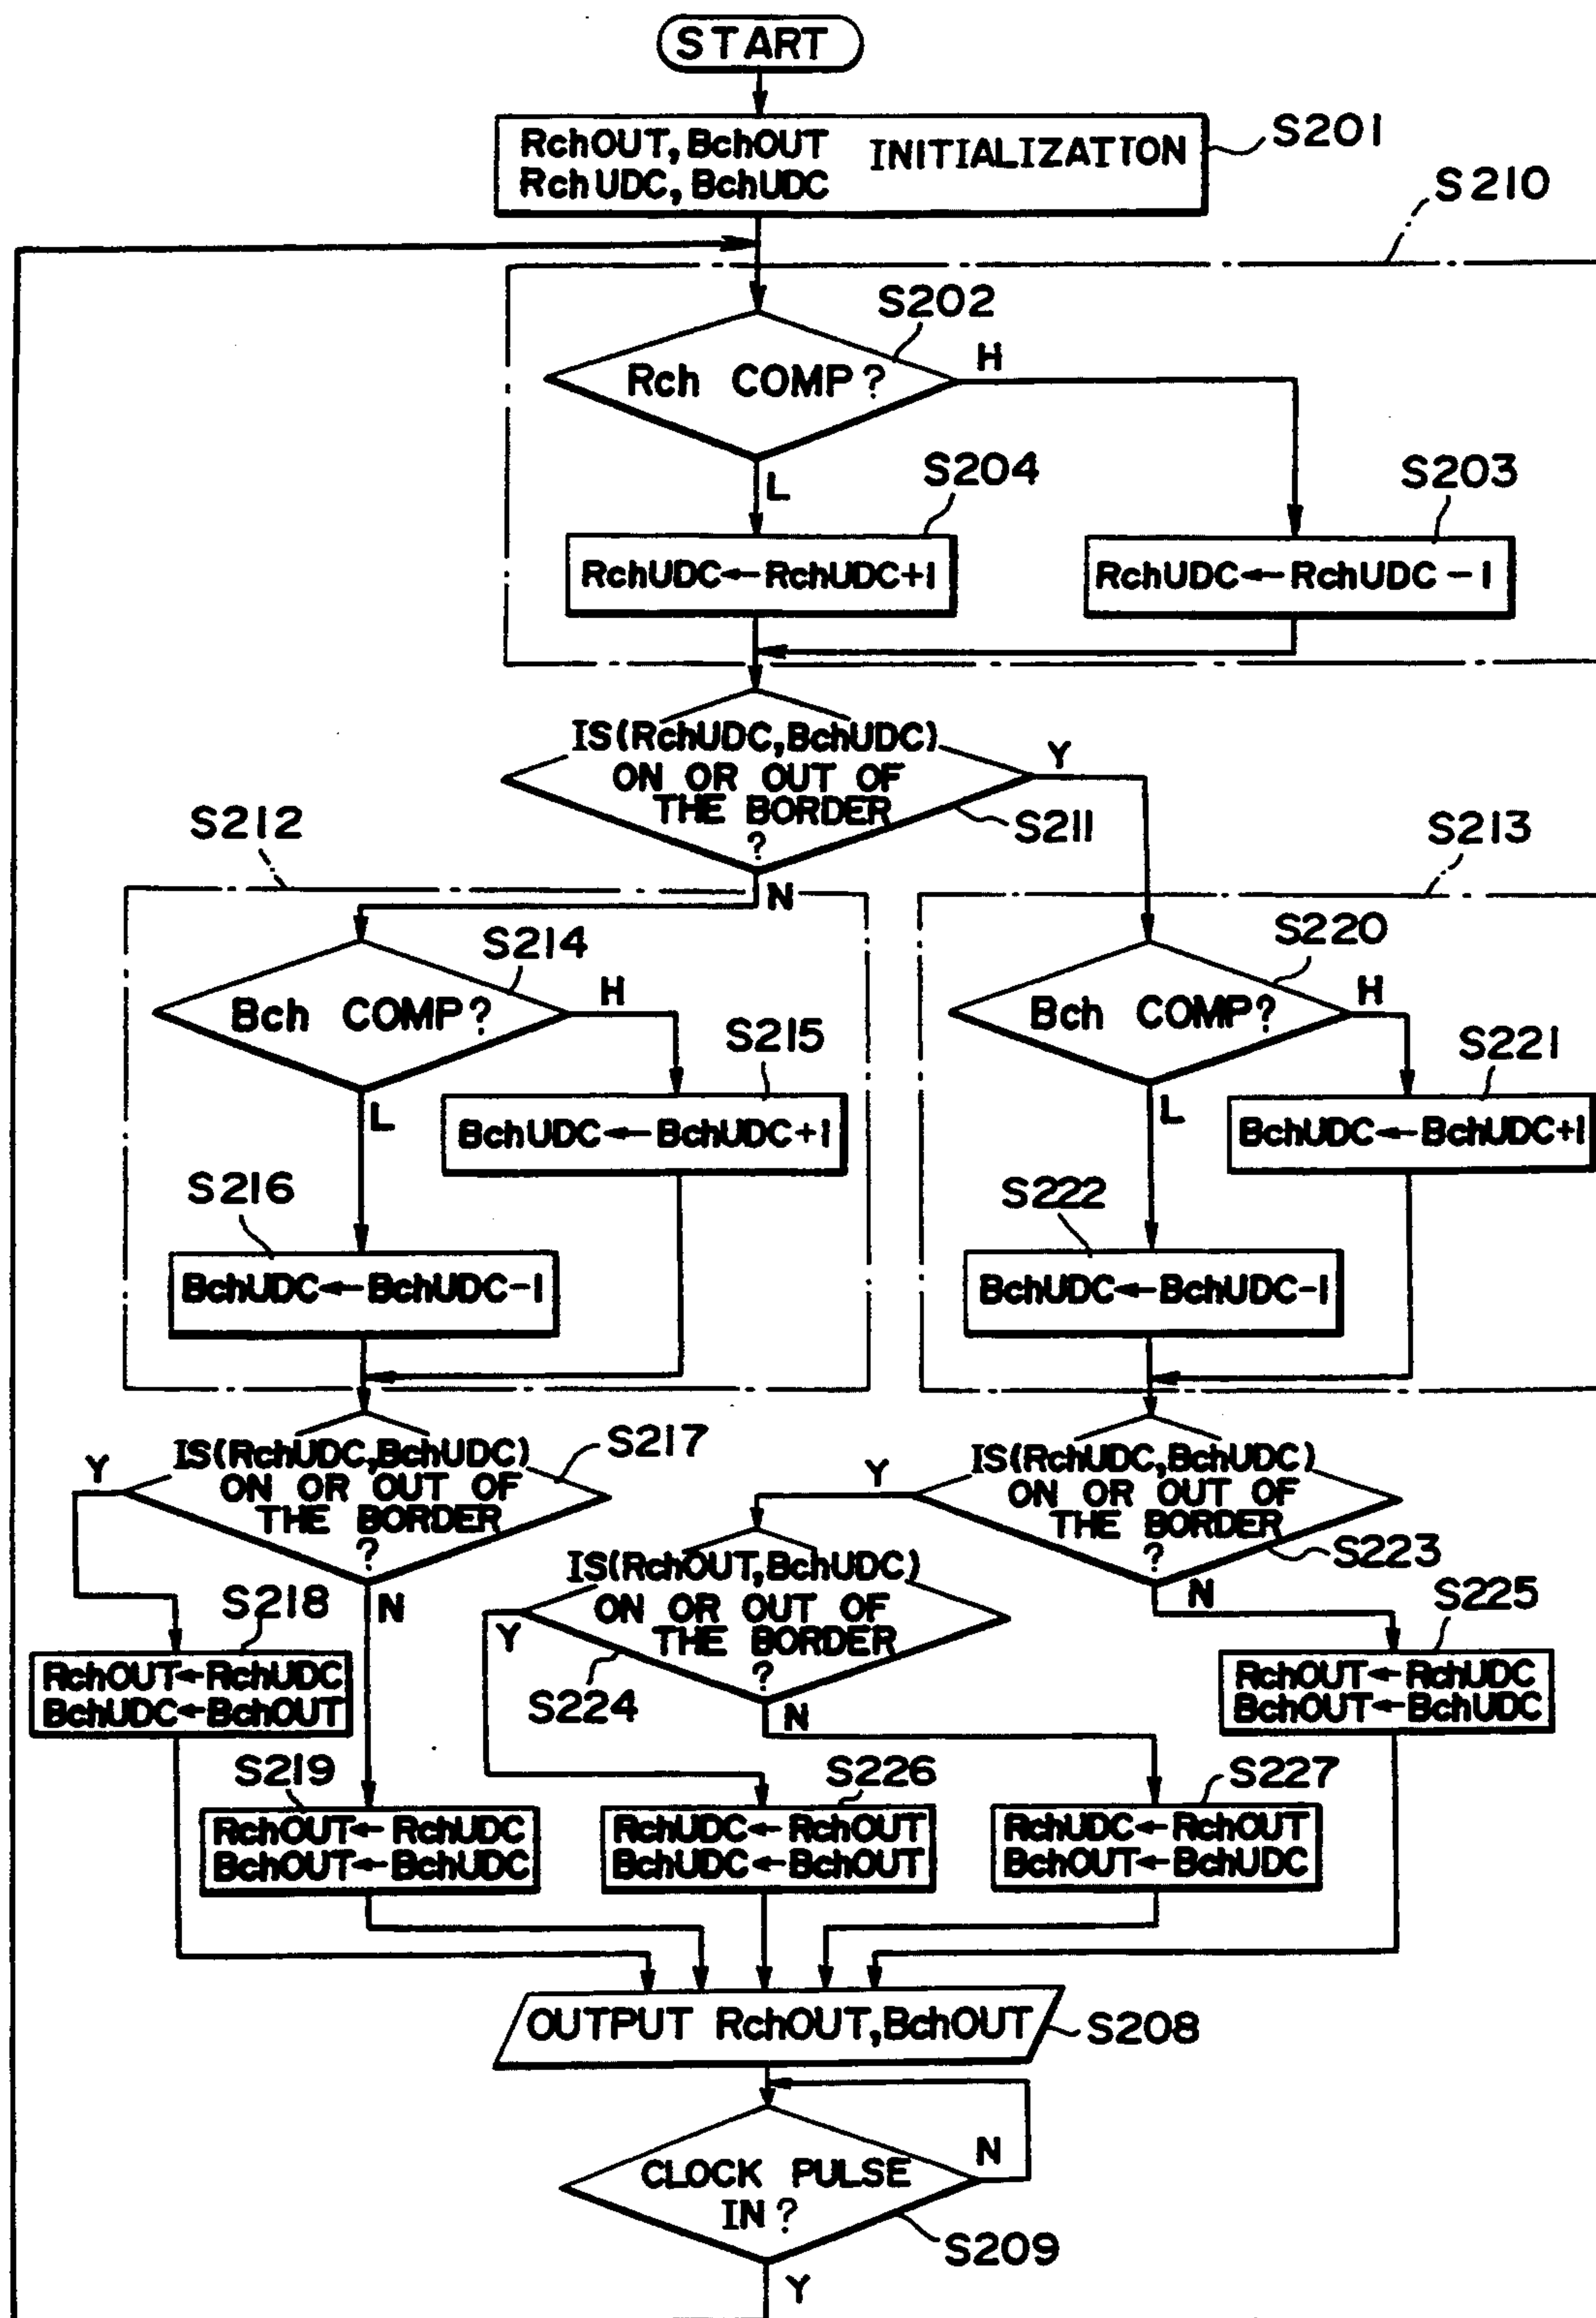 START
RchOUT, BchOUT
RchUDC, BchUDC
INITIALIZATION
S201
S210
S202
Rch COMP?
H
L
S204
S203
RchUDC←RchUDC+1
RchUDC←RchUDC-1
IS(RchUDC,BchUDC)
ON OR OUT OF
THE BORDER
?
Y
S211
N
S212
S213
S214
Bch COMP?
H
L
S215
BchUDC←BchUDC+1
S216
BchUDC←BchUDC-1
S220
Bch COMP?
H
L
S221
BchUDC←BchUDC+1
S222
BchUDC←BchUDC-1
IS(RchUDC,BchUDC)
ON OR OUT OF
THE BORDER
?
S217
Y
N
IS(RchUDC,BchUDC)
ON OR OUT OF
THE BORDER
?
S223
Y
N
IS(RchOUT,BchUDC)
ON OR OUT OF
THE BORDER
?
S224
Y
N
S218
RchOUT←RchUDC
BchUDC←BchOUT
S225
RchOUT←RchUDC
BchOUT←BchUDC
S219
RchOUT←RchUDC
BchOUT←BchUDC
S226
RchUDC←RchOUT
BchUDC←BchOUT
S227
RchUDC←RchOUT
BchOUT←BchUDC
OUTPUT RchOUT,BchOUT
S208
CLOCK PULSE
IN?
N
S209
Y